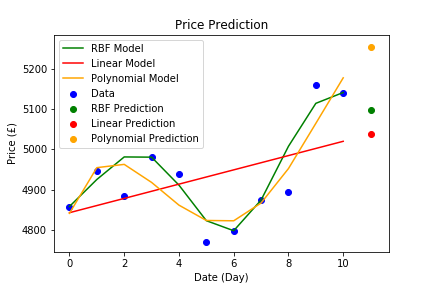 Price Prediction
RBF Model
Linear Model
Polynomial Model
Data
RBF Prediction
Linear Prediction
Polynomial Prediction
5200
5100
5000
4900
4800
Price (£)
0 2 4 6 8 10
Date (Day)